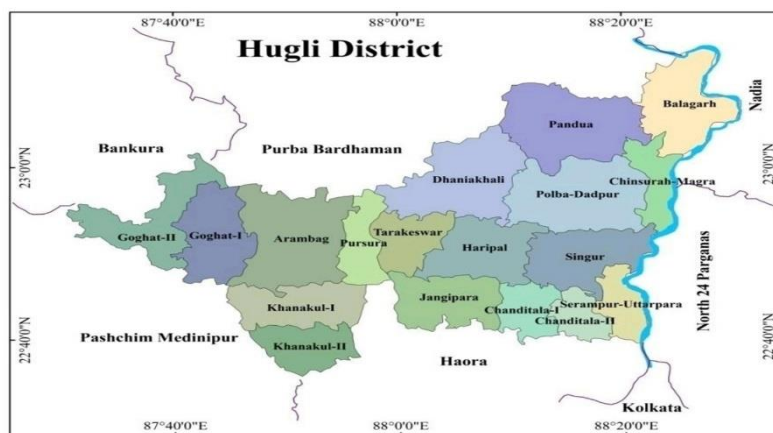 87°40'0"E 88°0'0"E 88°20'0"E
Hugli District
Nadia
Balagarh
Pandua
Bankura
Purba Bardhaman
23°0'0"N
23°0'0"N
Dhaniakhali
Chinsurah-Magra
Polba-Dadpur
Goghat-II
Goghat-I
Arambag
Pursura
Tarakeswar
Haripal
Singur
North 24 Parganas
Khanakul-I
Jangipara
Chanditala-I
Serampur-Uttarpara
Chanditala-II
Pashchim Medinipur
Khanakul-II
22°40'0"N
22°40'0"N
Haora
Kolkata
87°40'0"E 88°0'0"E 88°20'0"E